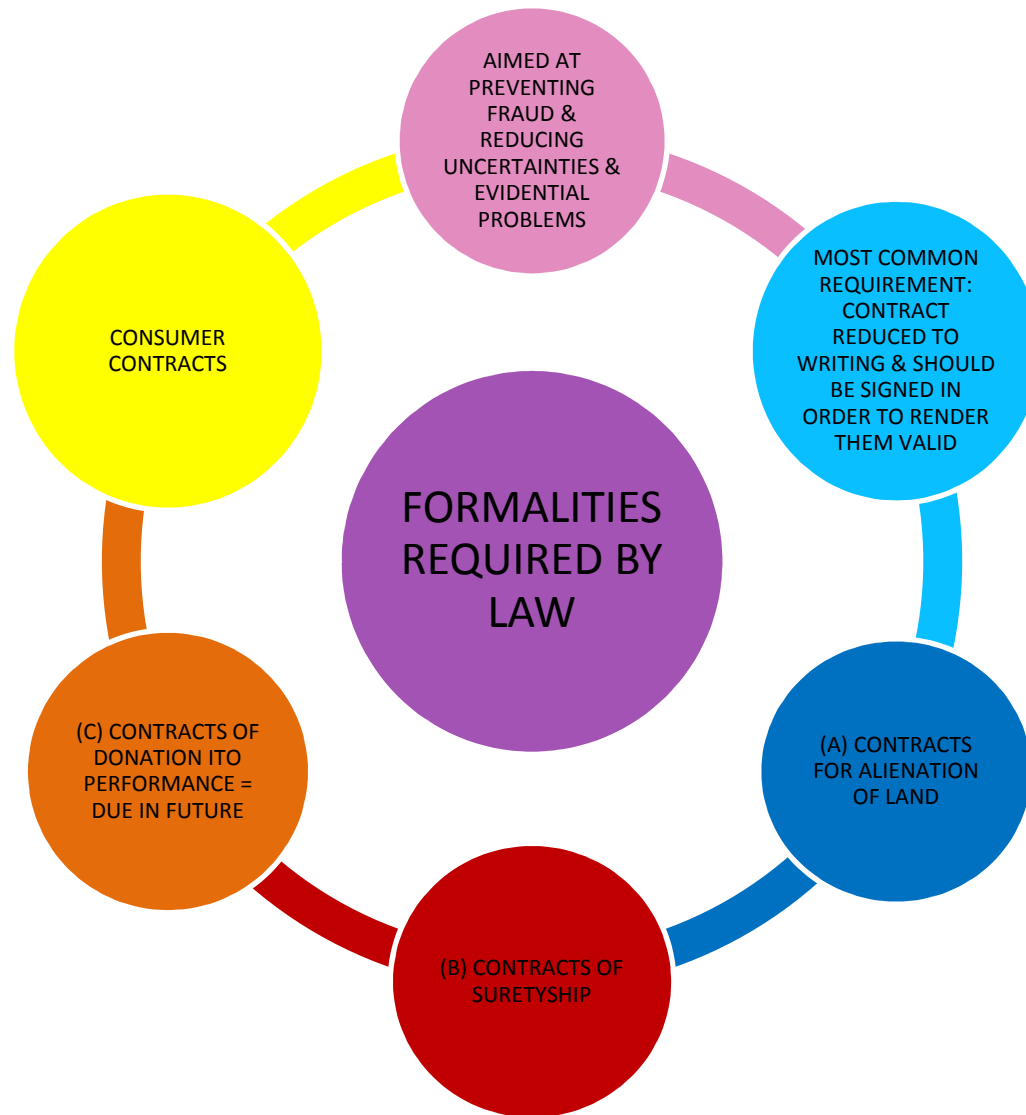 AIMED AT
PREVENTING
FRAUD &
REDUCING
UNCERTAINTIES &
EVIDENTIAL
PROBLEMS
MOST COMMON
REQUIREMENT:
CONTRACT
REDUCED TO
WRITING & SHOULD
BE SIGNED IN
ORDER TO RENDER
THEM VALID
(A) CONTRACTS
FOR ALIENATION
OF LAND
(B) CONTRACTS OF
SURETYSHIP
(C) CONTRACTS OF
DONATION ITO
PERFORMANCE =
DUE IN FUTURE
CONSUMER
CONTRACTS
FORMALITIES
REQUIRED BY
LAW